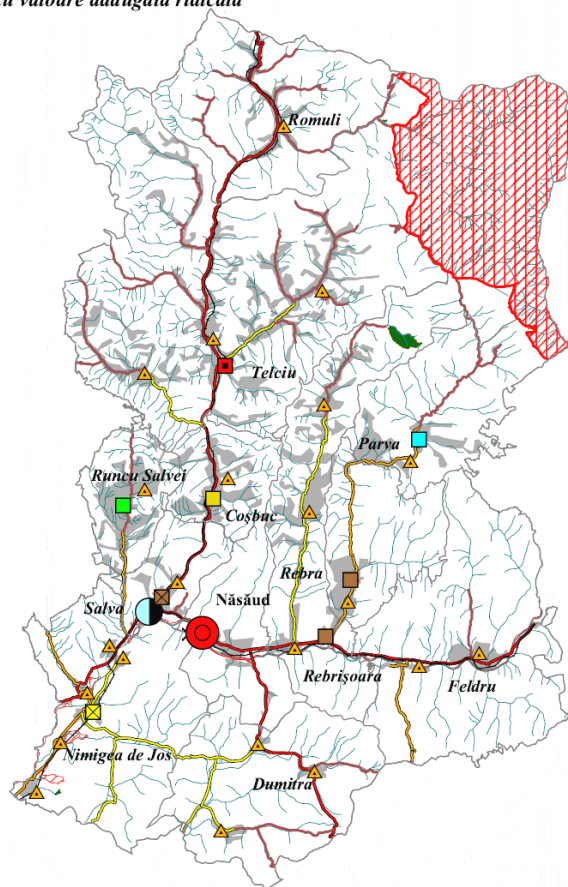 cu valoare adăugată ridicată
Romuli
Telciu
Parva
Runcu Salvei
Coşbuc
Rebra
Năsăud
Salva
Rebrişoara
Feldru
Nimigea de Jos
Dumitra